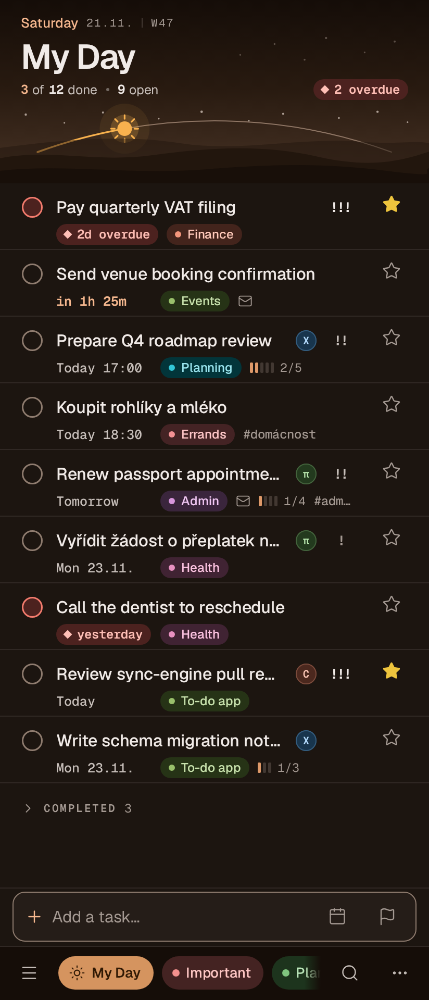 Saturday 21.11. | W47
My Day
3 of 12 done • 9 open
2 overdue
Pay quarterly VAT filing !!!
2d overdue Finance
Send venue booking confirmation
in 1h 25m Events
Prepare Q4 roadmap review X !!
Today 17:00 Planning 2/5
Koupit rohlíky a mléko
Today 18:30 Errands #domácnost
Renew passport appointme… π !!
Tomorrow Admin 1/4 #adm…
Vyřídit žádost o přeplatek n… π !
Mon 23.11. Health
Call the dentist to reschedule
yesterday Health
Review sync-engine pull re… C !!!
Today To-do app
Write schema migration not… X
Mon 23.11. To-do app 1/3
COMPLETED 3
Add a task…
My Day Important Pla